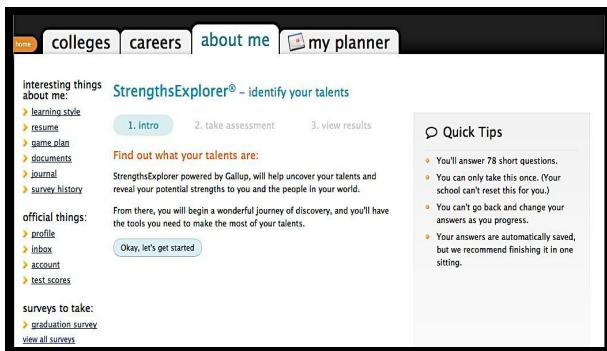 home
colleges
careers
about me
my planner
interesting things
about me:
learning style
resume
game plan
documents
journal
survey history
official things:
profile
inbox
account
test scores
surveys to take:
graduation survey
view all surveys
StrengthsExplorer® – identify your talents
1. intro
2. take assessment
3. view results
Find out what your talents are:
StrengthsExplorer powered by Gallup, will help uncover your talents and
reveal your potential strengths to you and the people in your world.
From there, you will begin a wonderful journey of discovery, and you'll have
the tools you need to make the most of your talents.
Okay, let's get started
Quick Tips
You'll answer 78 short questions.
You can only take this once. (Your
school can't reset this for you.)
You can't go back and change your
answers as you progress.
Your answers are automatically saved,
but we recommend finishing it in one
sitting.